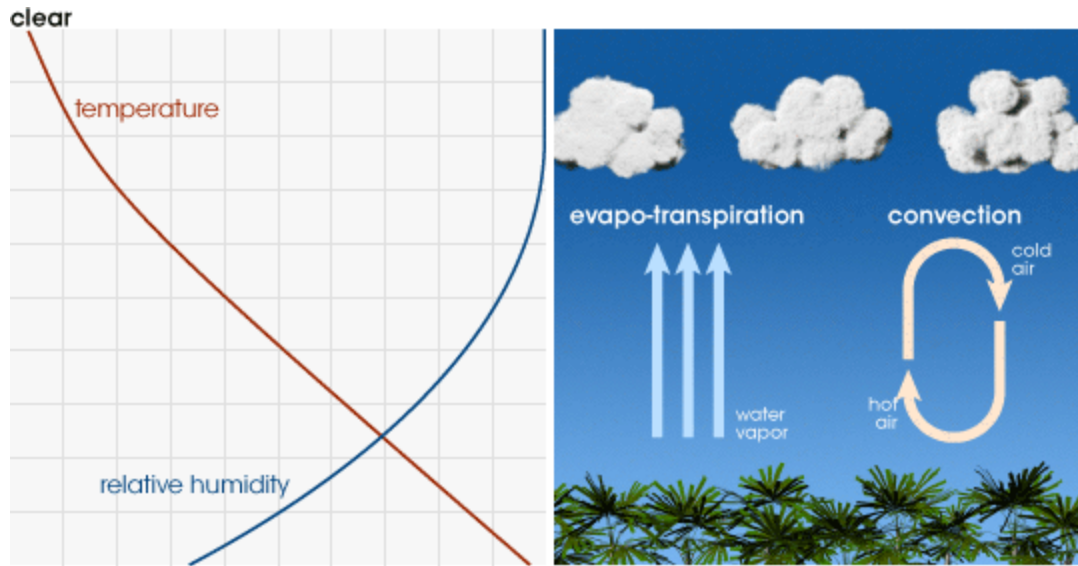 clear
temperature
relative humidity
evapo-transpiration
water
vapor
convection
cold
air
hot
air